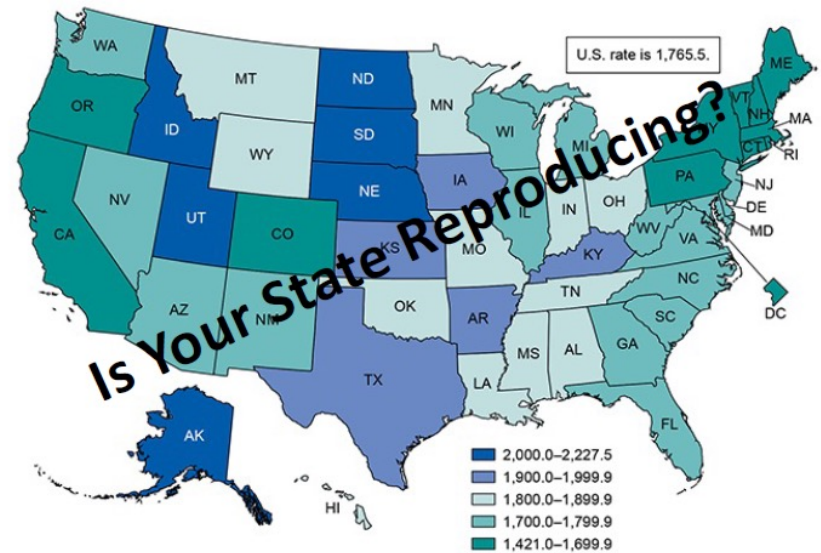 U.S. rate is 1,765.5.
Is Your State Reproducing?
WA
MT
ND
MN
ME
OR
ID
SD
WI
MI
VT
NH
NY
MA
WY
NE
IA
CT
RI
PA
NJ
NV
UT
CO
IL
IN
OH
DE
MD
CA
KS
MO
WV
VA
KY
AZ
NM
OK
AR
TN
NC
SC
DC
TX
LA
MS
AL
GA
FL
AK
HI
2,000.0–2,227.5
1,900.0–1,999.9
1,800.0–1,899.9
1,700.0–1,799.9
1,421.0–1,699.9